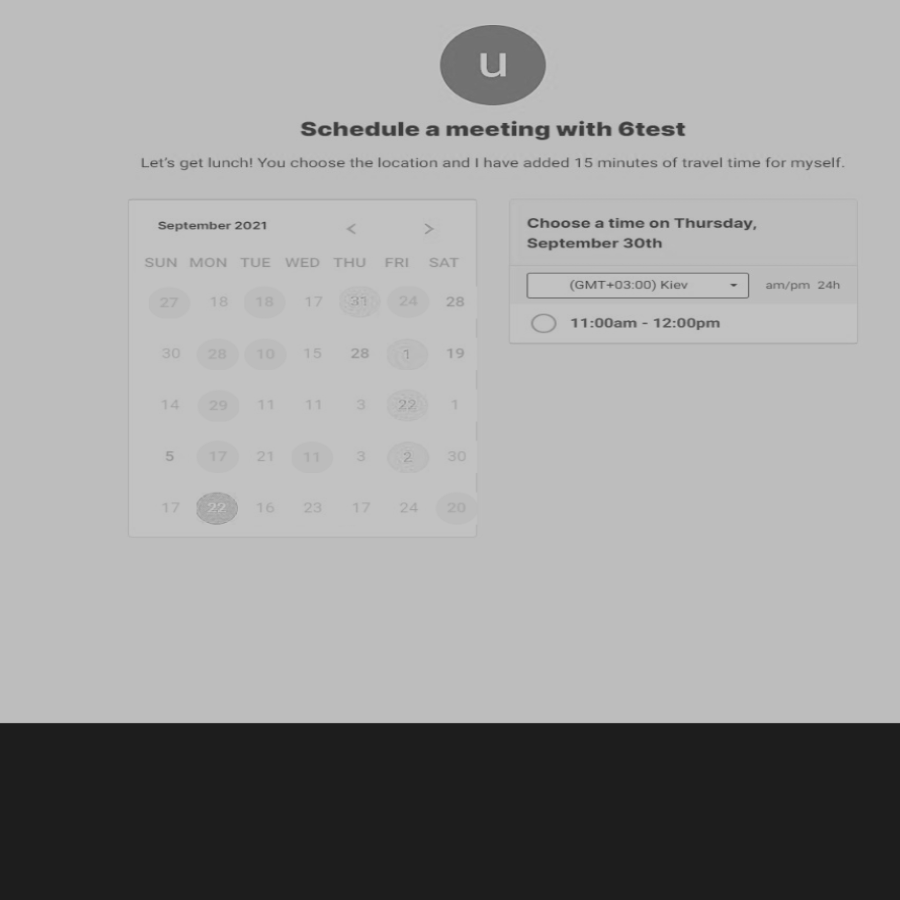 u
Schedule a meeting with 6test
Let's get lunch! You choose the location and I have added 15 minutes of travel time for myself.
September 2021 < >
SUN MON TUE WED THU FRI SAT
27 18 18 17 31 24 28
30 28 10 15 28 1 19
14 29 11 11 3 22 1
5 17 21 11 3 2 30
17 22 16 23 17 24 20
Choose a time on Thursday,
September 30th
(GMT+03:00) Kiev am/pm 24h
11:00am - 12:00pm